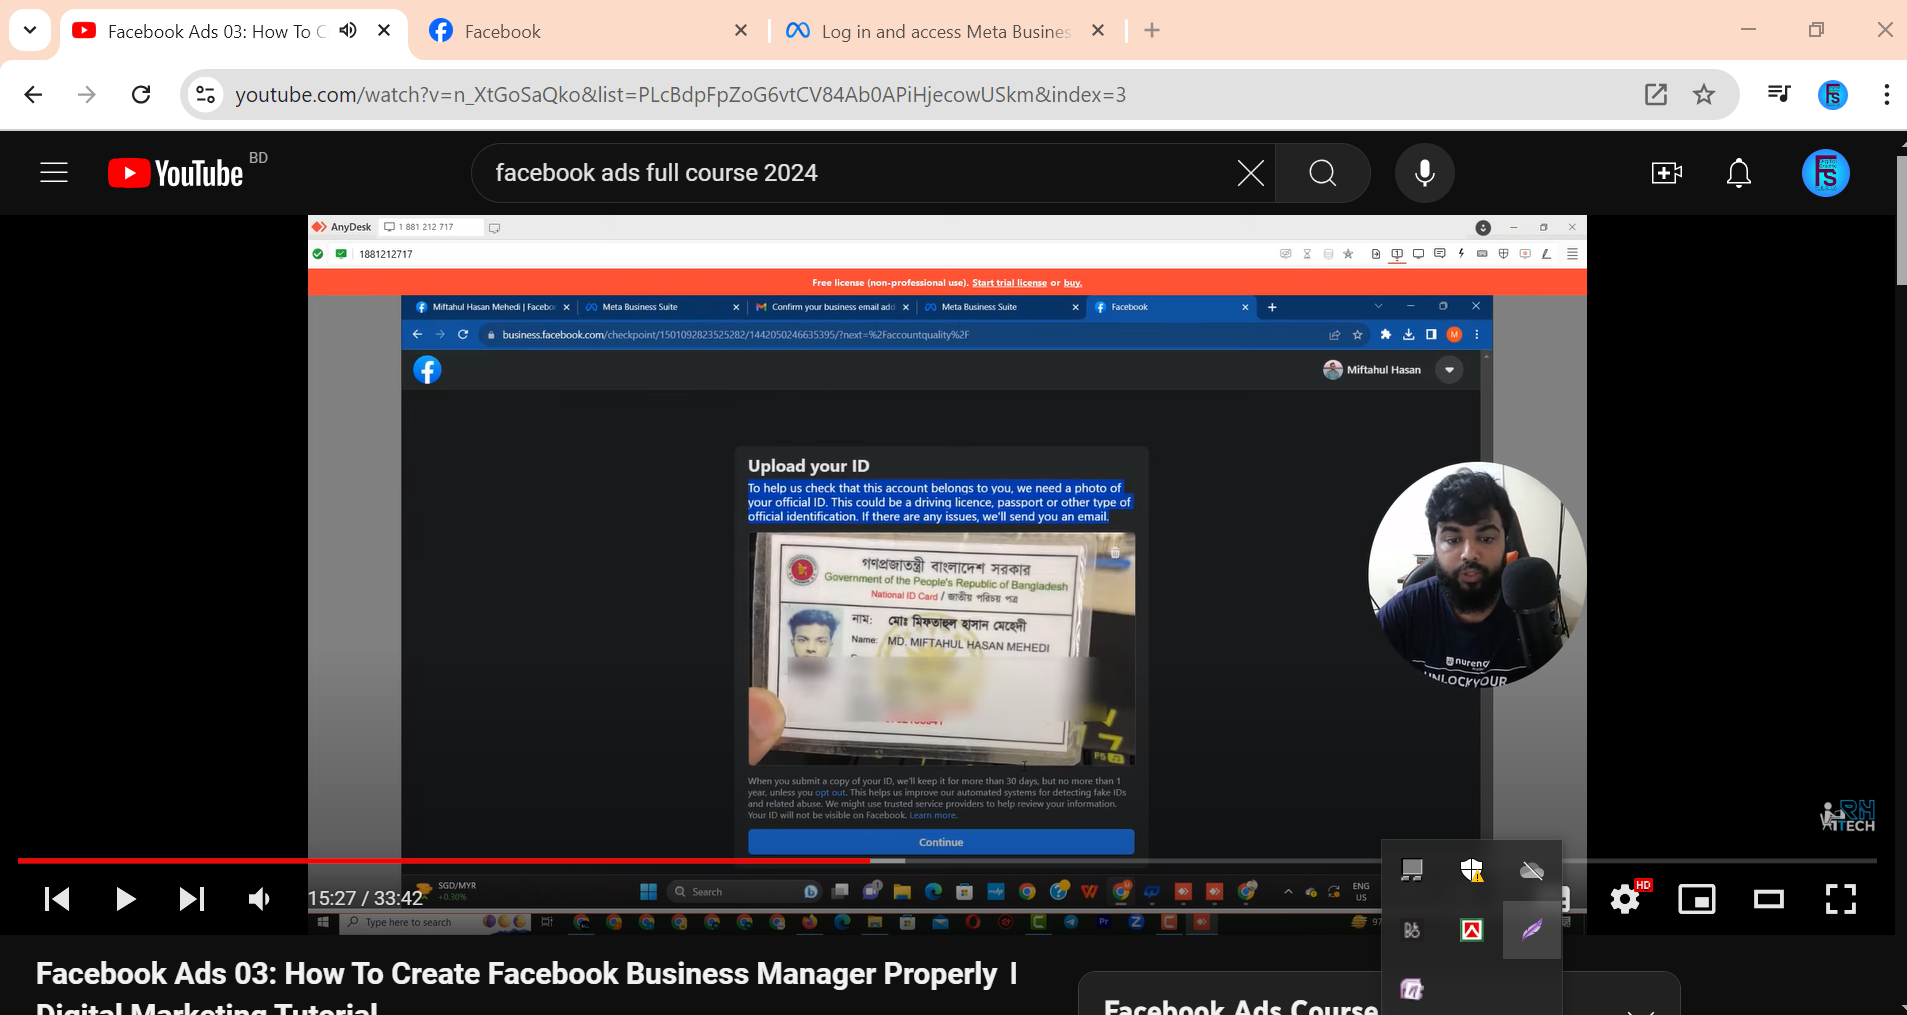 Facebook Ads 03: How To C
Facebook
Log in and access Meta Busines
youtube.com/watch?v=n_XtGoSaQko&list=PLcBdpFpZoG6vtCV84Ab0APiHjecowUSkm&index=3
YouTube BD
facebook ads full course 2024
AnyDesk 1 881 212 717
1881212717
Free license (non-professional use). Start trial license or buy.
Miftahul Hasan Mehedi | Facebo
Meta Business Suite
Confirm your business email add
Meta Business Suite
Facebook
business.facebook.com/checkpoint/1501092823525282/1442050246635395/?next=%2Faccountquality%2F
M
Miftahul Hasan
Upload your ID
To help us check that this account belongs to you, we need a photo of
your official ID. This could be a driving licence, passport or other type of
official identification. If there are any issues, we'll send you an email.
গণপ্রজাতন্ত্রী বাংলাদেশ সরকার
Government of the People's Republic of Bangladesh
National ID Card / জাতীয় পরিচয় পত্র
নাম: মোঃ মিফতাহুল হাসান মেহেদী
Name: MD. MIFTAHUL HASAN MEHEDI
F6
nuren
UNLOCK YOUR
When you submit a copy of your ID, we'll keep it for more than 30 days, but no more than 1
year, unless you opt out. This helps us improve our automated systems for detecting fake IDs
and related abuse. We might use trusted service providers to help review your information.
Your ID will not be visible on Facebook. Learn more.
Continue
RH
TECH
SGD/MYR
+0.30%
Search
ENG
US
15:27 / 33:42
HD
Type here to search
Facebook Ads 03: How To Create Facebook Business Manager Properly |
Digital Marketing Tutorial
Facebook Ads Course